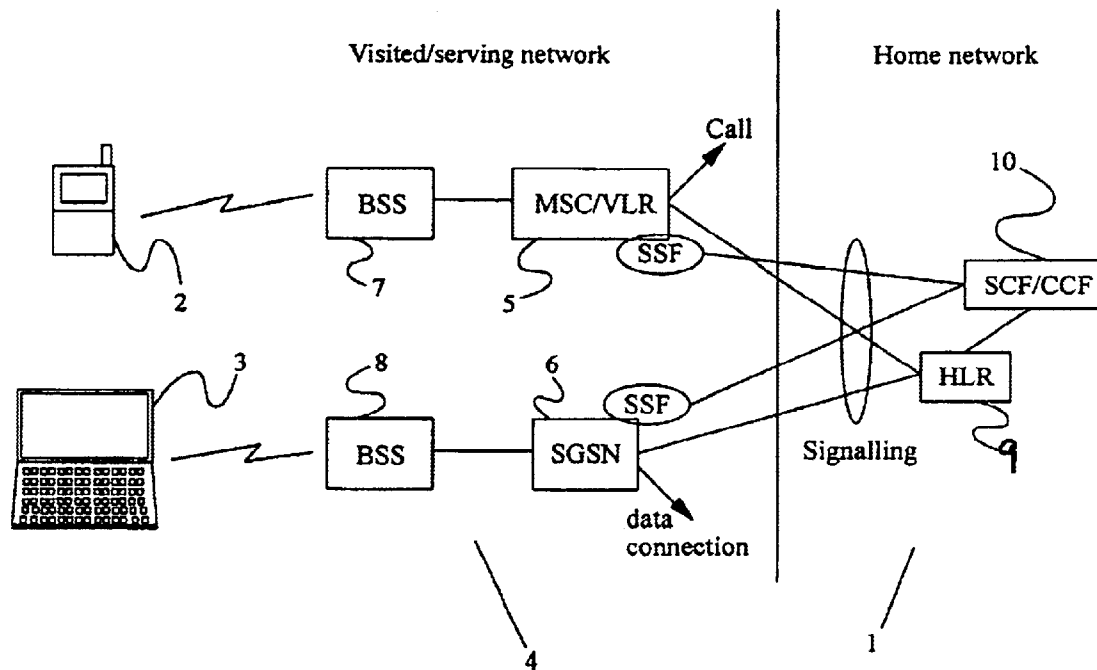 Visited/serving network
Home network
Call
10
BSS
MSC/VLR
SSF
SCF/CCF
2
7
5
3
8
6
SSF
HLR
BSS
SGSN
Signalling
9
data
connection
4
1